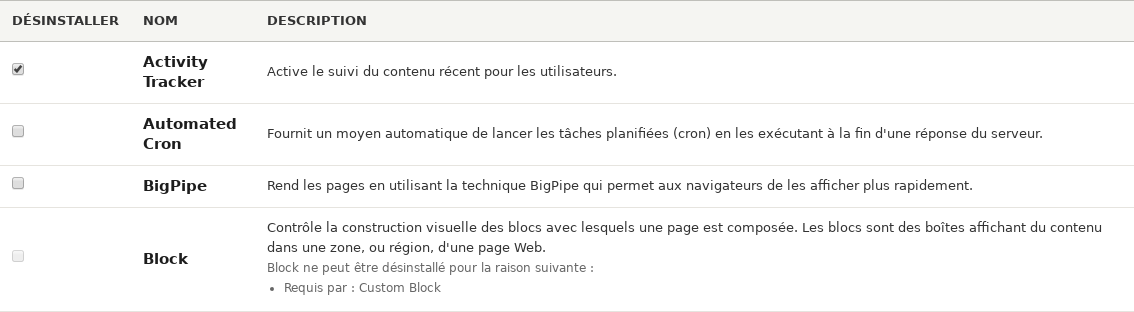 DÉSINSTALLER NOM DESCRIPTION
Activity
Tracker
Active le suivi du contenu récent pour les utilisateurs.
Automated
Cron
Fournit un moyen automatique de lancer les tâches planifiées (cron) en les exécutant à la fin d'une réponse du serveur.
BigPipe
Rend les pages en utilisant la technique BigPipe qui permet aux navigateurs de les afficher plus rapidement.
Block
Contrôle la construction visuelle des blocs avec lesquels une page est composée. Les blocs sont des boîtes affichant du contenu
dans une zone, ou région, d'une page Web.
Block ne peut être désinstallé pour la raison suivante :
• Requis par : Custom Block